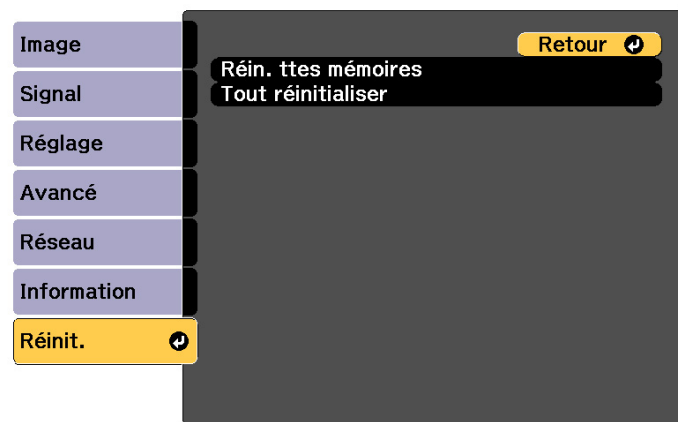 Image
Signal
Réglage
Avancé
Réseau
Information
Réinit.
Retour
Réin. ttes mémoires
Tout réinitialiser